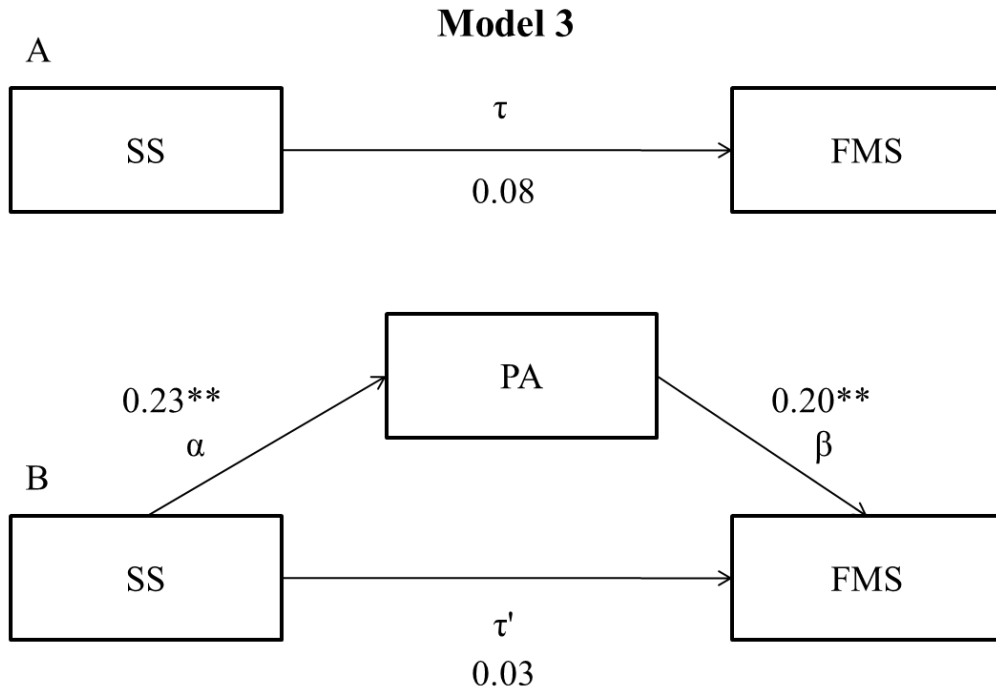 Model 3
A
SS
τ
0.08
FMS
PA
0.23**
α
0.20**
β
B
SS
τ'
0.03
FMS